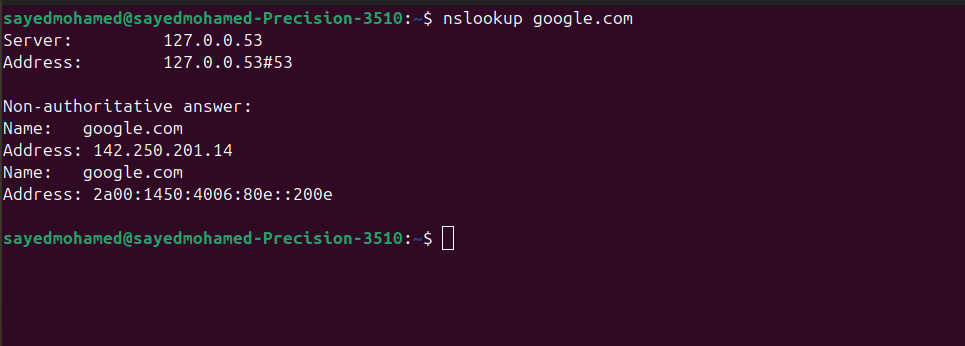 sayedmohamed@sayedmohamed-Precision-3510:~$ nslookup google.com
Server:         127.0.0.53
Address:        127.0.0.53#53

Non-authoritative answer:
Name:   google.com
Address: 142.250.201.14
Name:   google.com
Address: 2a00:1450:4006:80e::200e

sayedmohamed@sayedmohamed-Precision-3510:~$